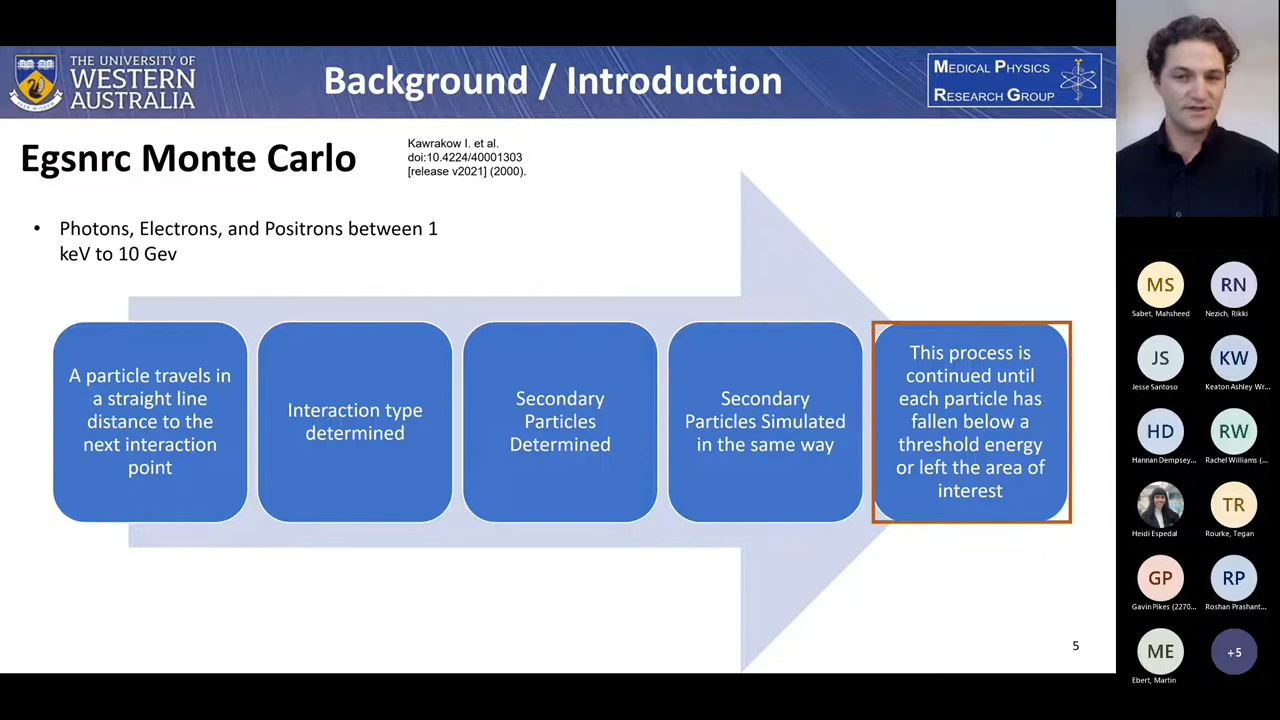 THE UNIVERSITY OF
WESTERN
AUSTRALIA
Background / Introduction
MEDICAL PHYSICS
RESEARCH GROUP
Egsnrc Monte Carlo
Kawrakow I. et al.
doi:10.4224/40001303
[release v2021] (2000).
• Photons, Electrons, and Positrons between 1
keV to 10 Gev
A particle travels in
a straight line
distance to the
next interaction
point
Interaction type
determined
Secondary
Particles
Determined
Secondary
Particles Simulated
in the same way
This process is
continued until
each particle has
fallen below a
threshold energy
or left the area of
interest
5
MS
Sabet, Mahsheed
RN
Nezich, Rikki
JS
Jesse Santoso
KW
Keaton Ashley Wr...
HD
Hannan Dempsey...
RW
Rachel Williams (...
Heidi Espedal
TR
Rourke, Tegan
GP
Gavin Pikes (2270...
RP
Roshan Prashant...
ME
Ebert, Martin
+5